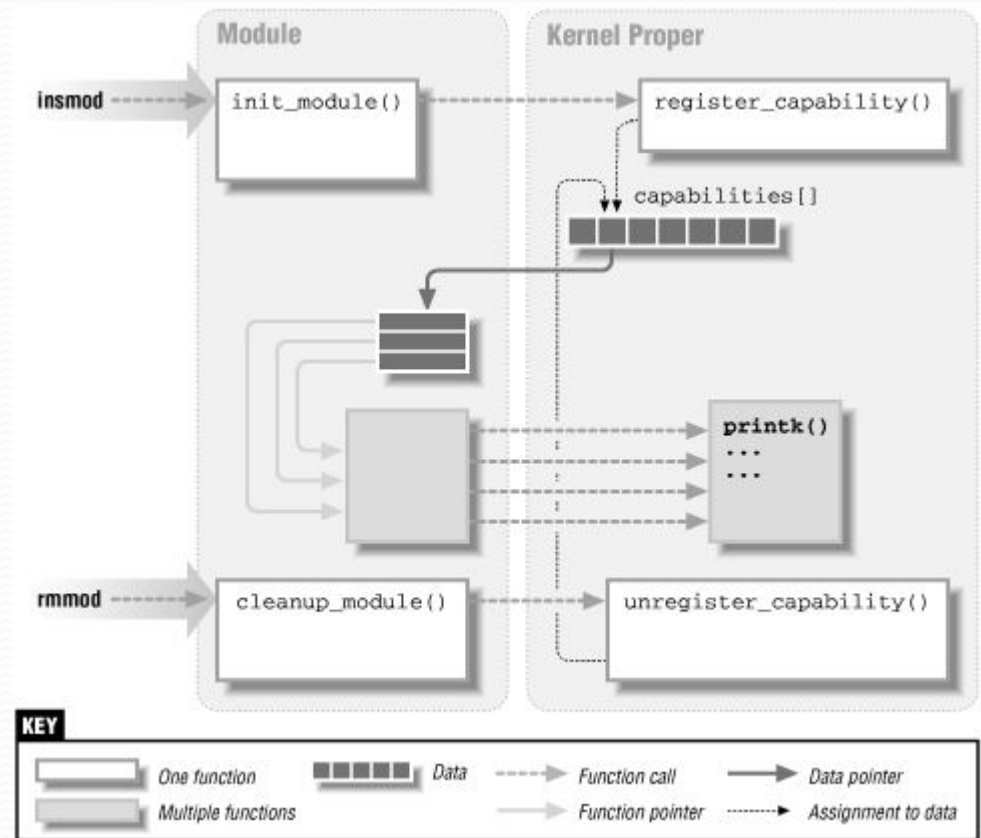 Module
Kernel Proper
insmod
init_module()
register_capability()
capabilities[]
printk()
...
...
rmmod
cleanup_module()
unregister_capability()
KEY
One function
Data
Function call
Data pointer
Multiple functions
Function pointer
Assignment to data